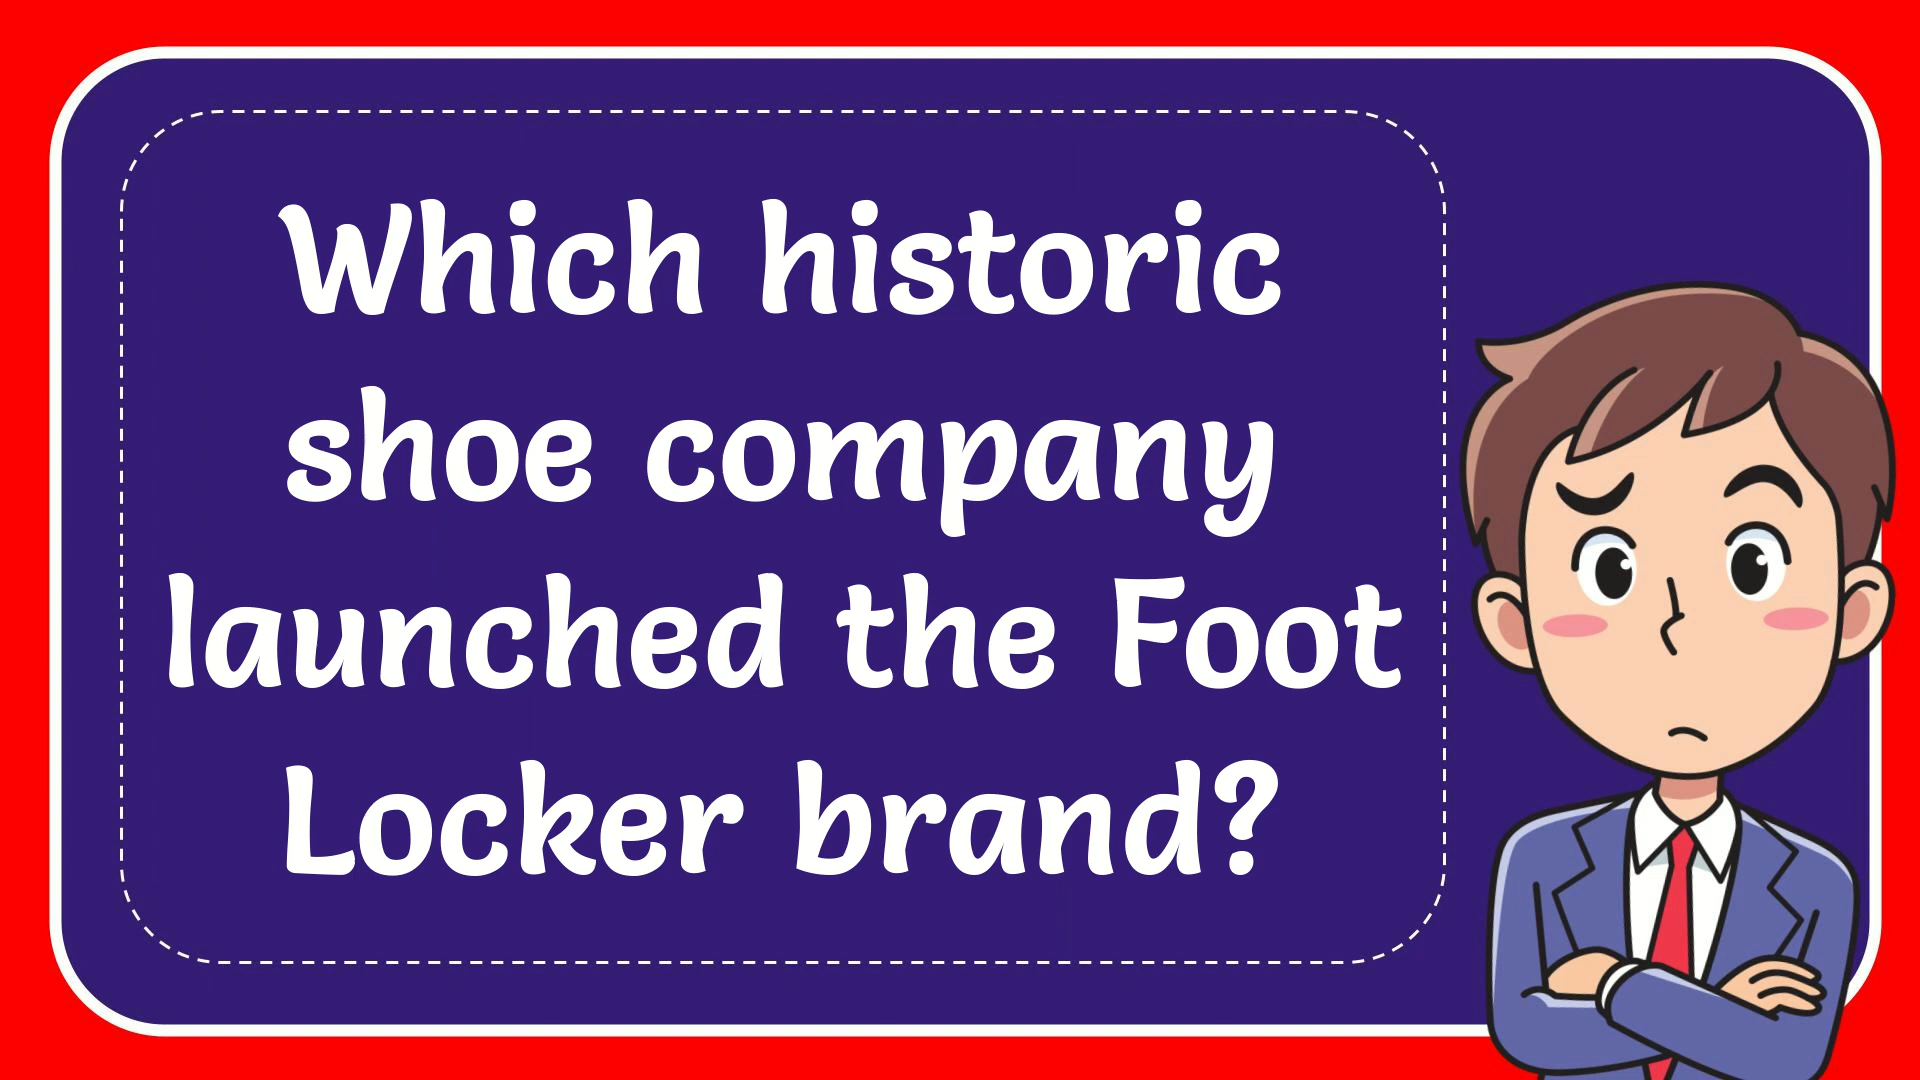 Which historic
shoe company
launched the Foot
Locker brand?